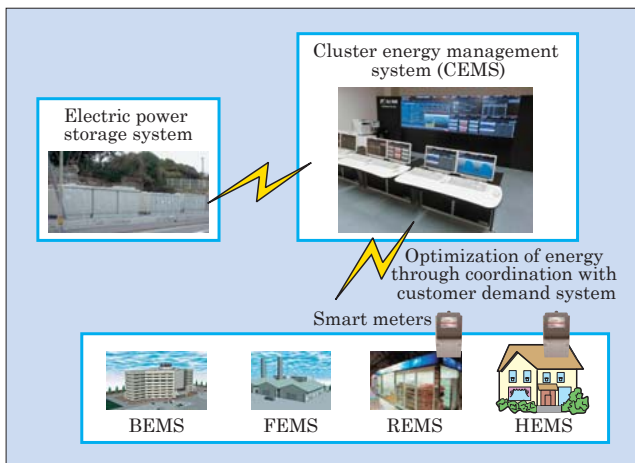 Cluster energy management
system (CEMS)
Electric power
storage system
Optimization of energy
through coordination with
customer demand system
Smart meters
BEMS
FEMS
REMS
HEMS